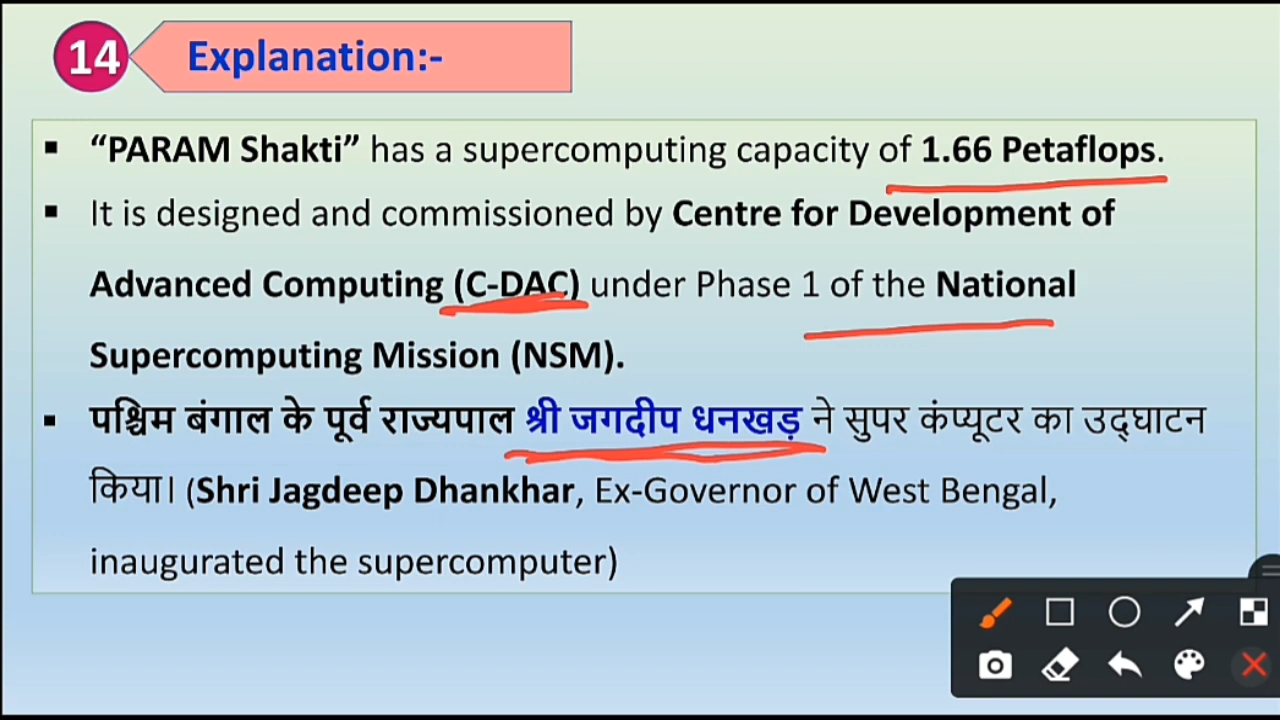 14 Explanation:-
▪ “PARAM Shakti” has a supercomputing capacity of 1.66 Petaflops.
▪ It is designed and commissioned by Centre for Development of
Advanced Computing (C-DAC) under Phase 1 of the National
Supercomputing Mission (NSM).
▪ पश्चिम बंगाल के पूर्व राज्यपाल श्री जगदीप धनखड़ ने सुपर कंप्यूटर का उद्घाटन
किया। (Shri Jagdeep Dhankhar, Ex-Governor of West Bengal,
inaugurated the supercomputer)